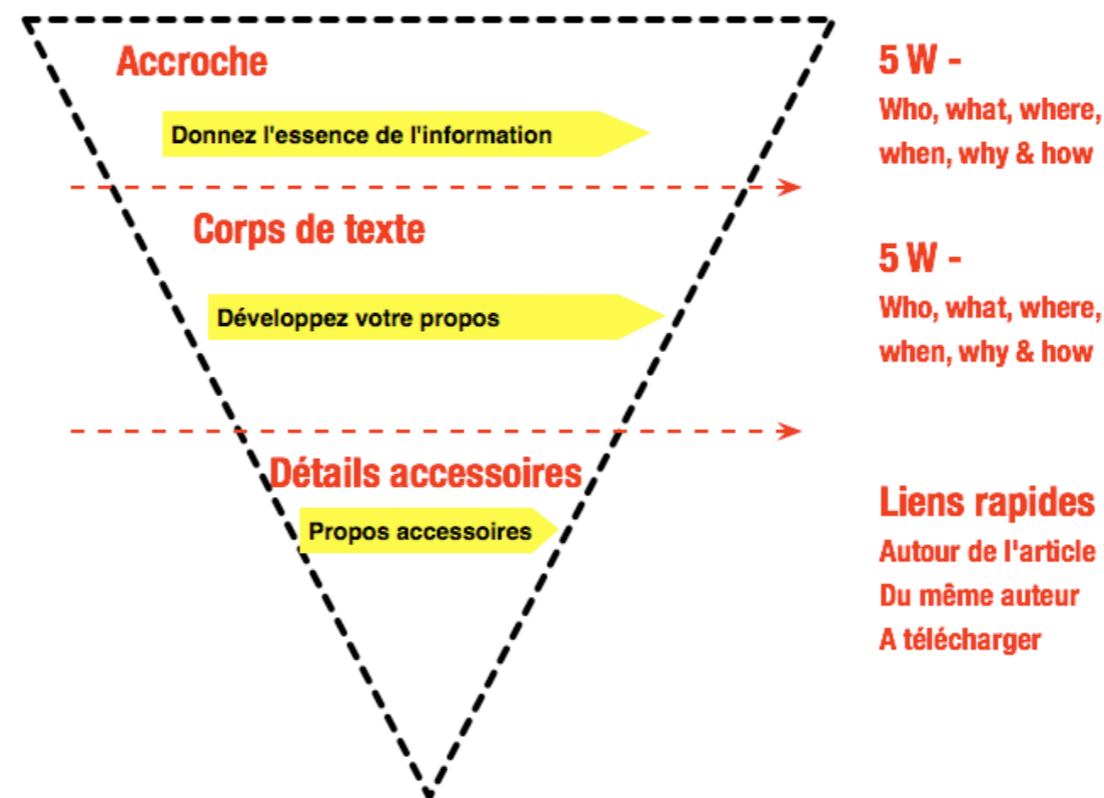 Accroche
Donnez l'essence de l'information
5 W -
Who, what, where,
when, why & how
Corps de texte
Développez votre propos
5 W -
Who, what, where,
when, why & how
Détails accessoires
Propos accessoires
Liens rapides
Autour de l'article
Du même auteur
A télécharger